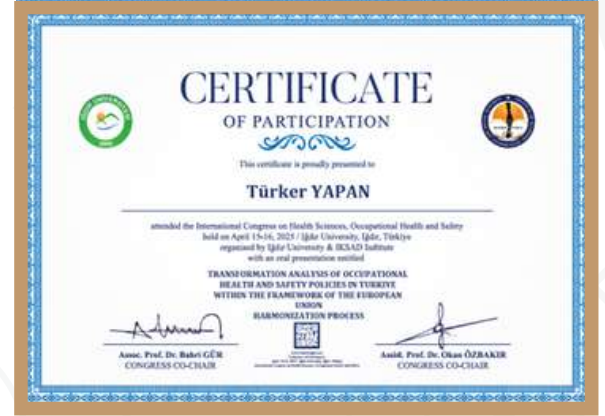 CERTIFICATE
OF PARTICIPATION
This certificate is proudly presented to
Türker YAPAN
attended the International Congress on Health Sciences, Occupational Health and Safety
held on April 15-16, 2025 / Iğdır University, Iğdır, Türkiye
organized by Iğdır University & IKSAD Institute
with an oral presentation entitled
TRANSFORMATION ANALYSIS OF OCCUPATIONAL
HEALTH AND SAFETY POLICIES IN TURKIYE
WITHIN THE FRAMEWORK OF THE EUROPEAN
UNION
HARMONIZATION PROCESS
Assoc. Prof. Dr. Bahri GÜR
CONGRESS CO-CHAIR
Assid. Prof. Dr. Okan ÖZBAKIR
CONGRESS CO-CHAIR